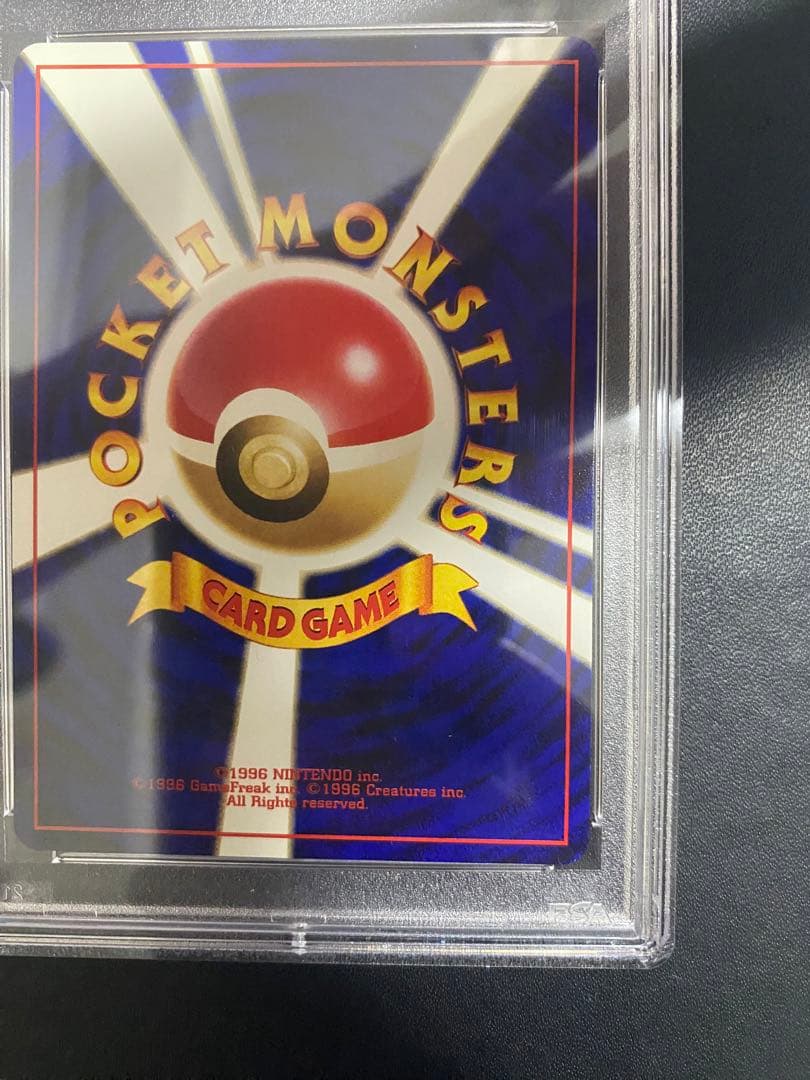 POCKET MONSTERS
CARD GAME
©1996 NINTENDO inc.
©1996 GameFreak inc. ©1996 Creatures inc.
All Rights reserved.
PSA